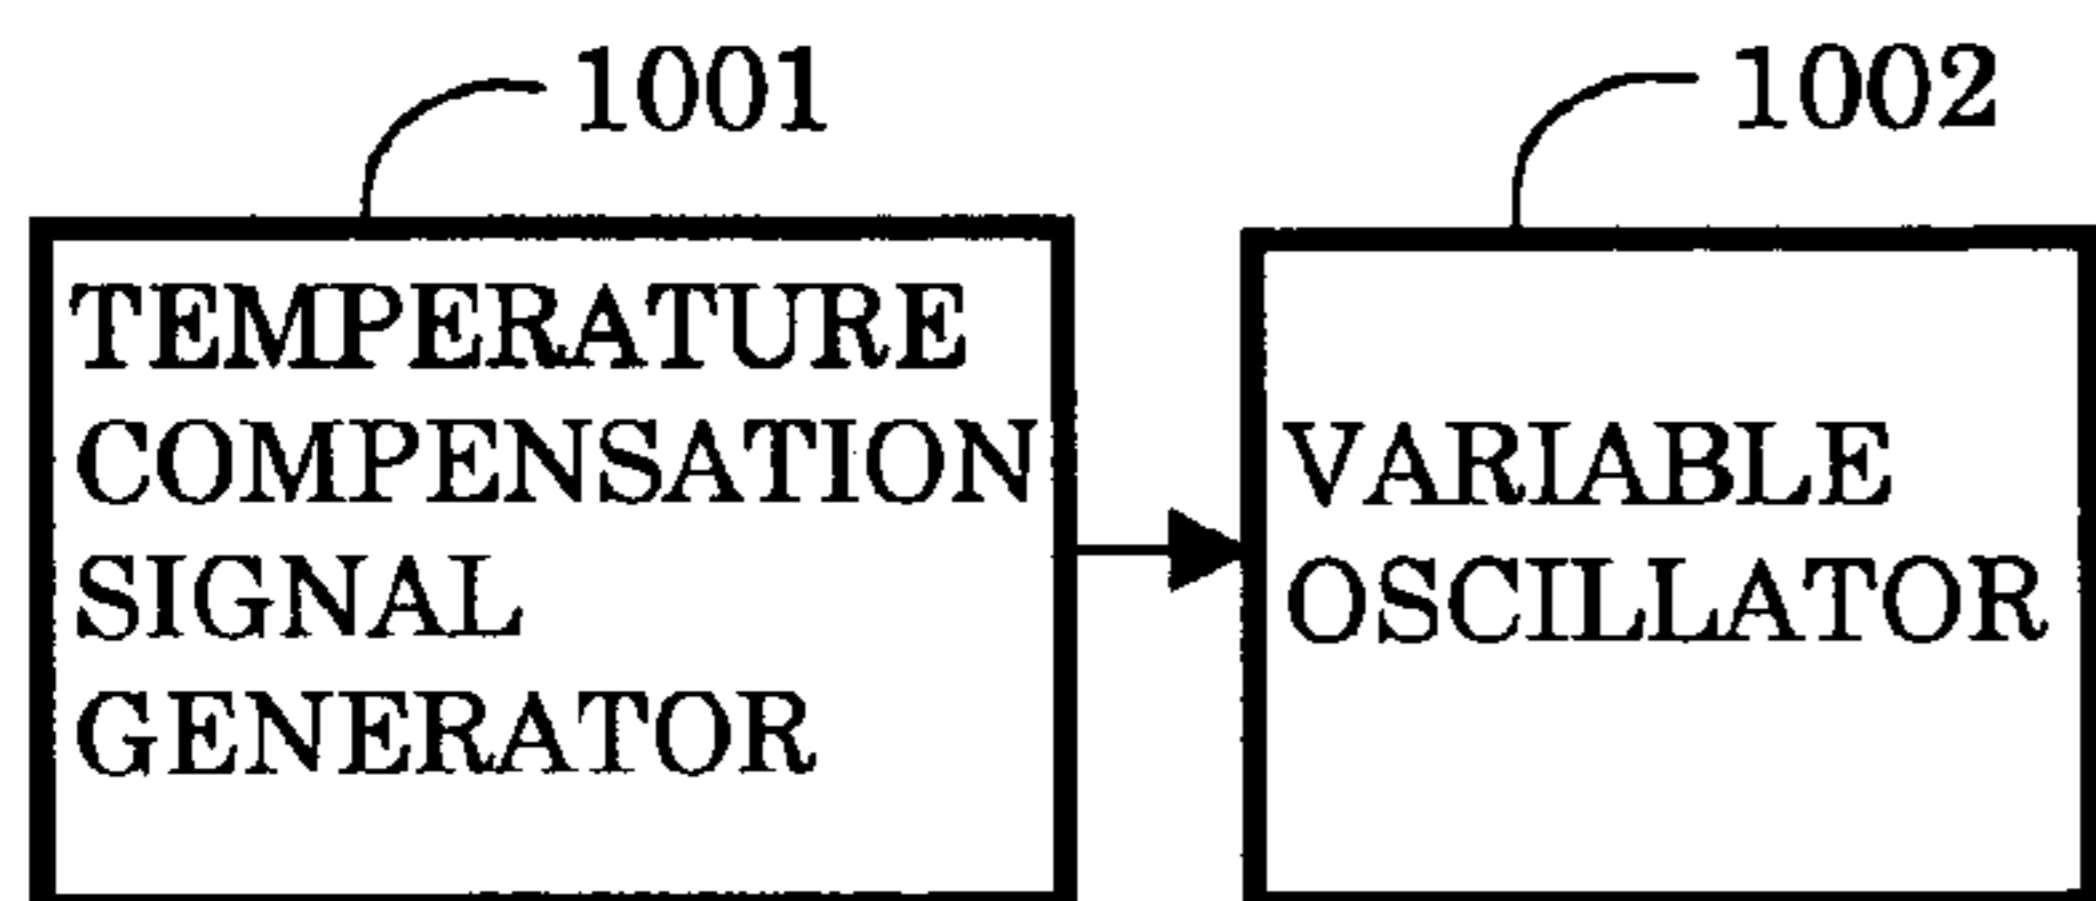 1001
1002
TEMPERATURE
COMPENSATION
SIGNAL
GENERATOR
VARIABLE
OSCILLATOR